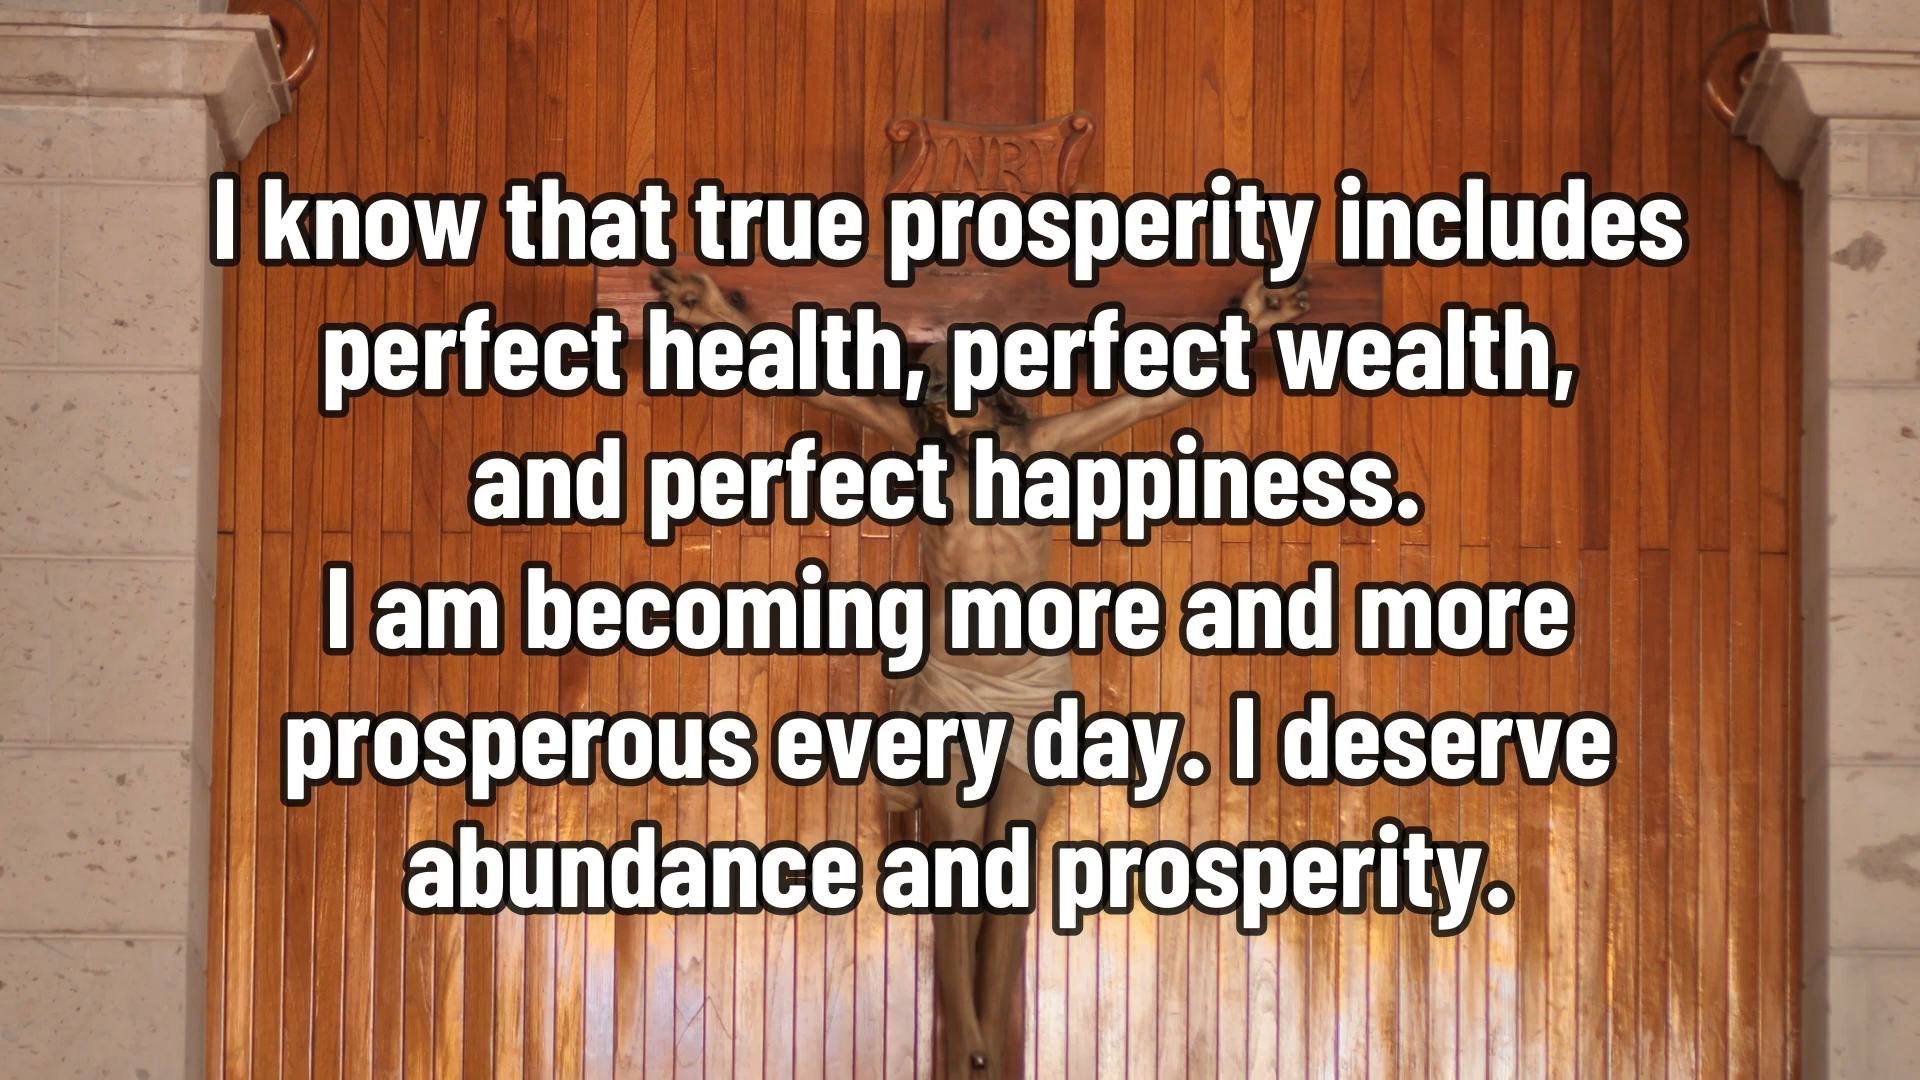 INRI
I know that true prosperity includes
perfect health, perfect wealth,
and perfect happiness.
I am becoming more and more
prosperous every day. I deserve
abundance and prosperity.